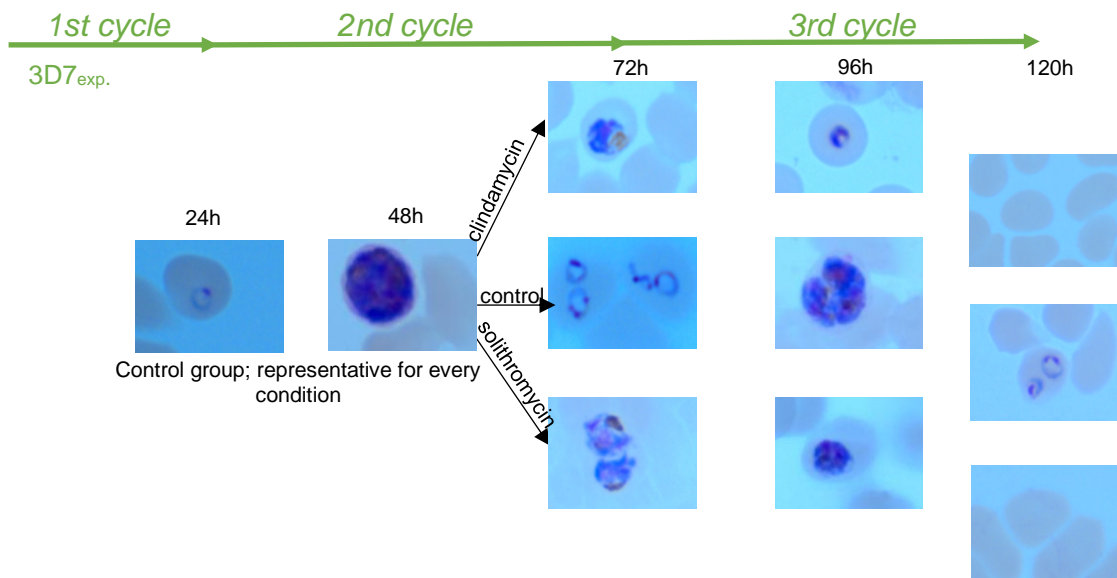 1st cycle
2nd cycle
3rd cycle
3D7exp.
72h
96h
120h
24h
48h
clindamycin
control
solithromycin
Control group; representative for every
condition